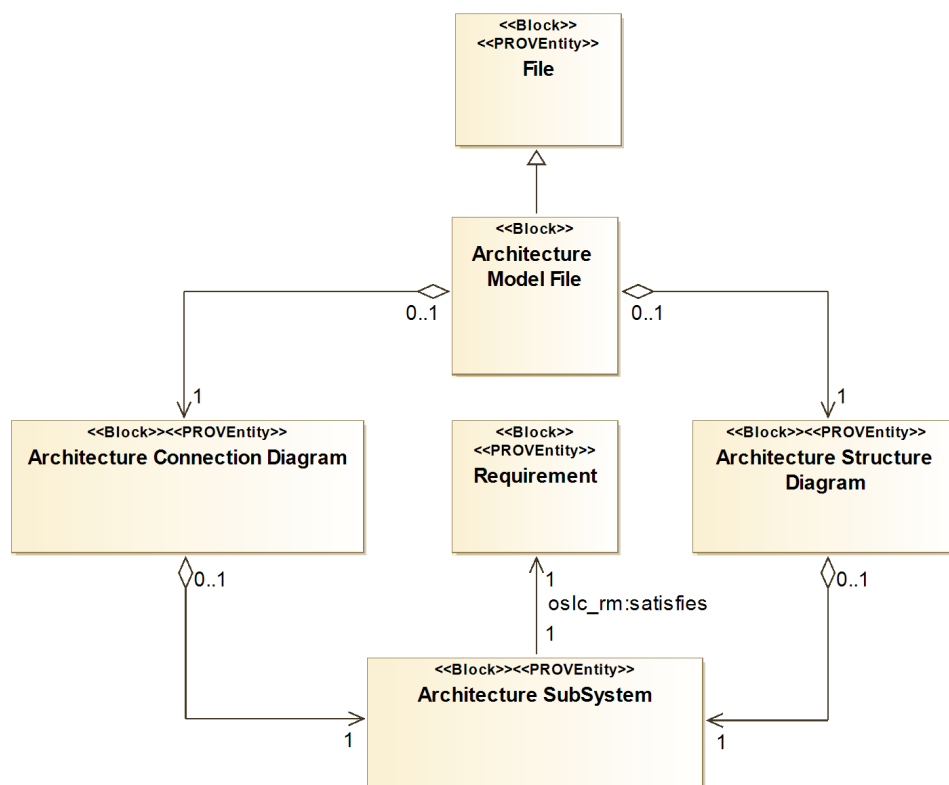 <<Block>>
<<PROVEntity>>
File
<<Block>>
Architecture
Model File
0..1
0..1
1
1
<<Block>><<PROVEntity>>
Architecture Connection Diagram
<<Block>>
<<PROVEntity>>
Requirement
<<Block>><<PROVEntity>>
Architecture Structure
Diagram
0..1
1
0..1
oslc_rm:satisfies
1
<<Block>><<PROVEntity>>
Architecture SubSystem
1
1